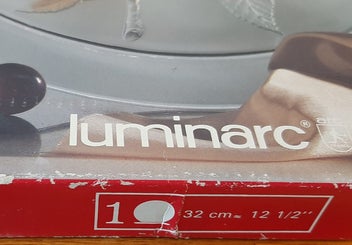 luminarc®
1 32 cm = 12 1/2''